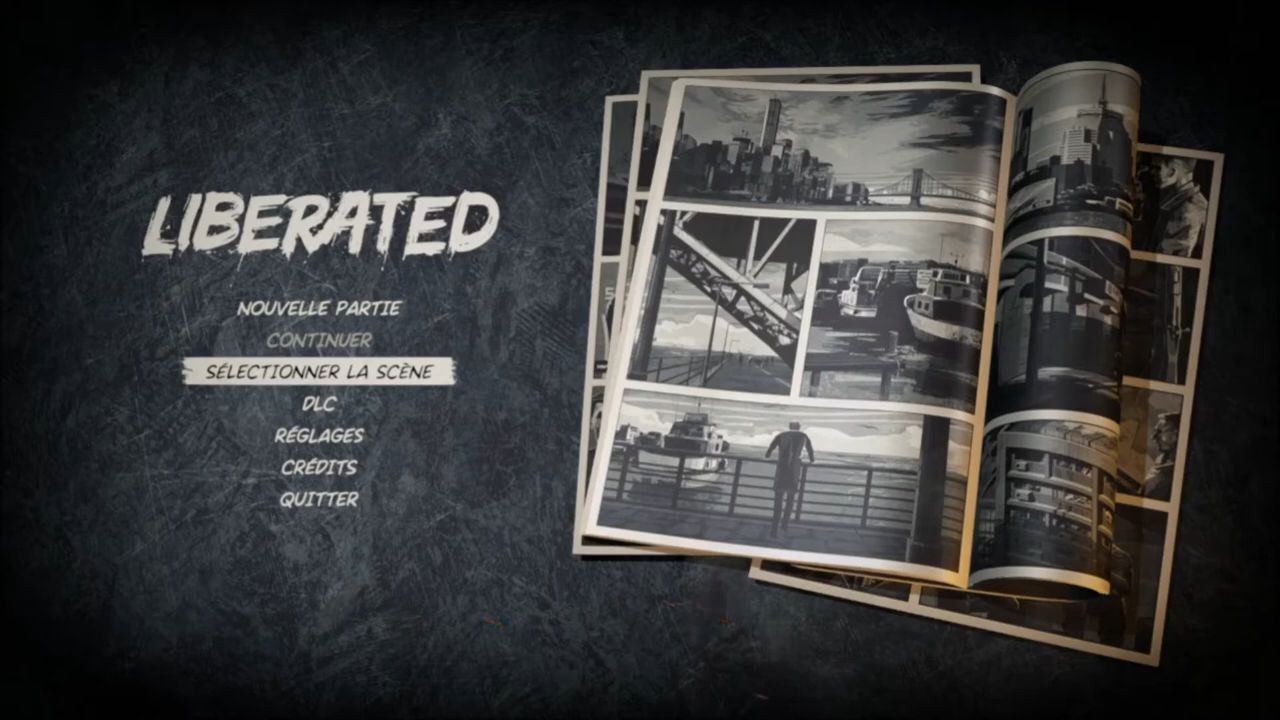 LIBERATED
NOUVELLE PARTIE
CONTINUER
SÉLECTIONNER LA SCÈNE
DLC
RÉGLAGES
CRÉDITS
QUITTER